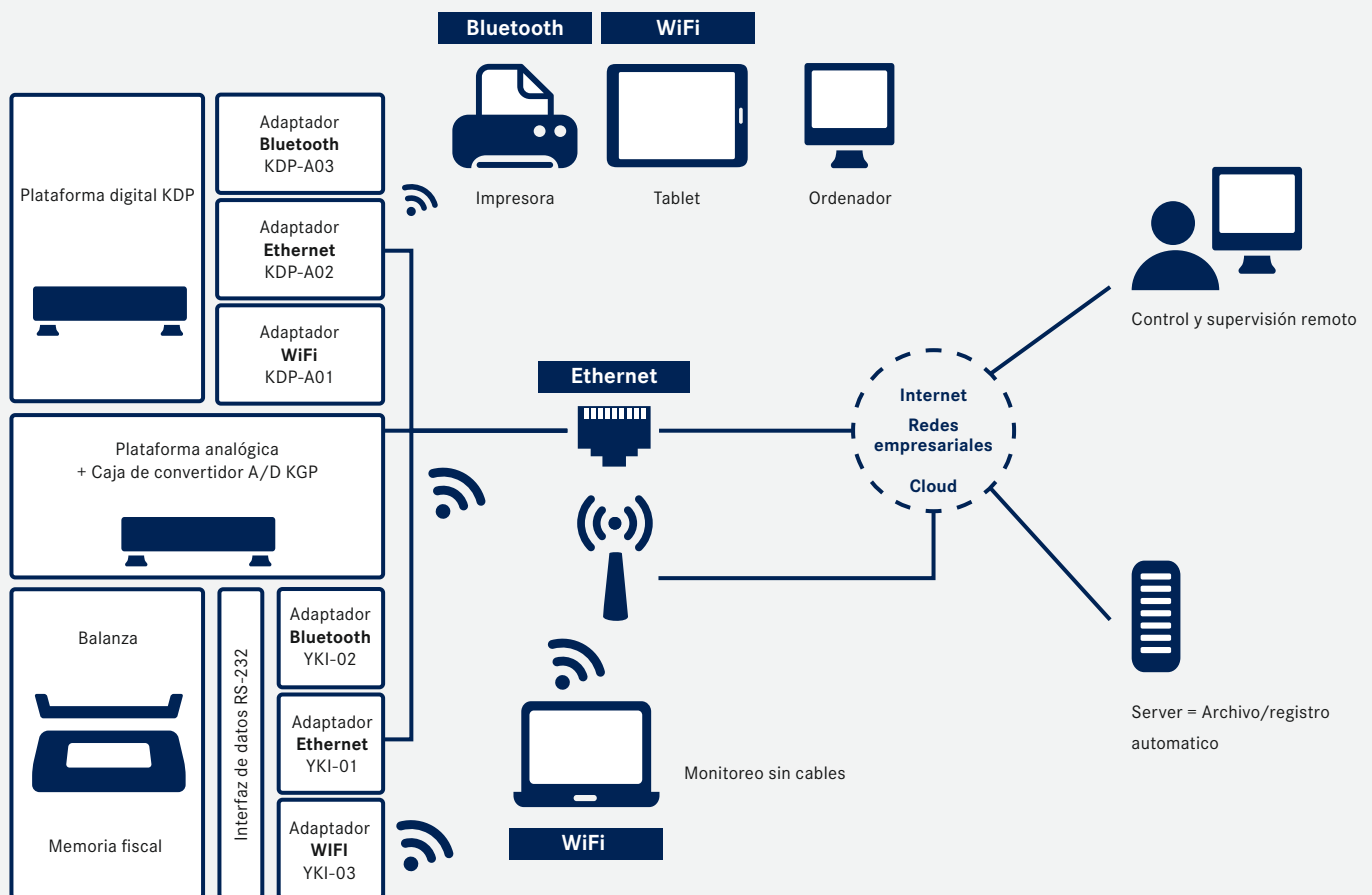 Bluetooth
WiFi
Impresora
Tablet
Ordenador
Plataforma digital KDP
Adaptador
Bluetooth
KDP-A03
Adaptador
Ethernet
KDP-A02
Adaptador
WiFi
KDP-A01
Plataforma analógica
+ Caja de convertidor A/D KGP
Balanza
Memoria fiscal
Interfaz de datos RS-232
Adaptador
Bluetooth
YKI-02
Adaptador
Ethernet
YKI-01
Adaptador
WIFI
YKI-03
Ethernet
Monitoreo sin cables
WiFi
Internet
Redes
empresariales
Cloud
Control y supervisión remoto
Server = Archivo/registro
automatico